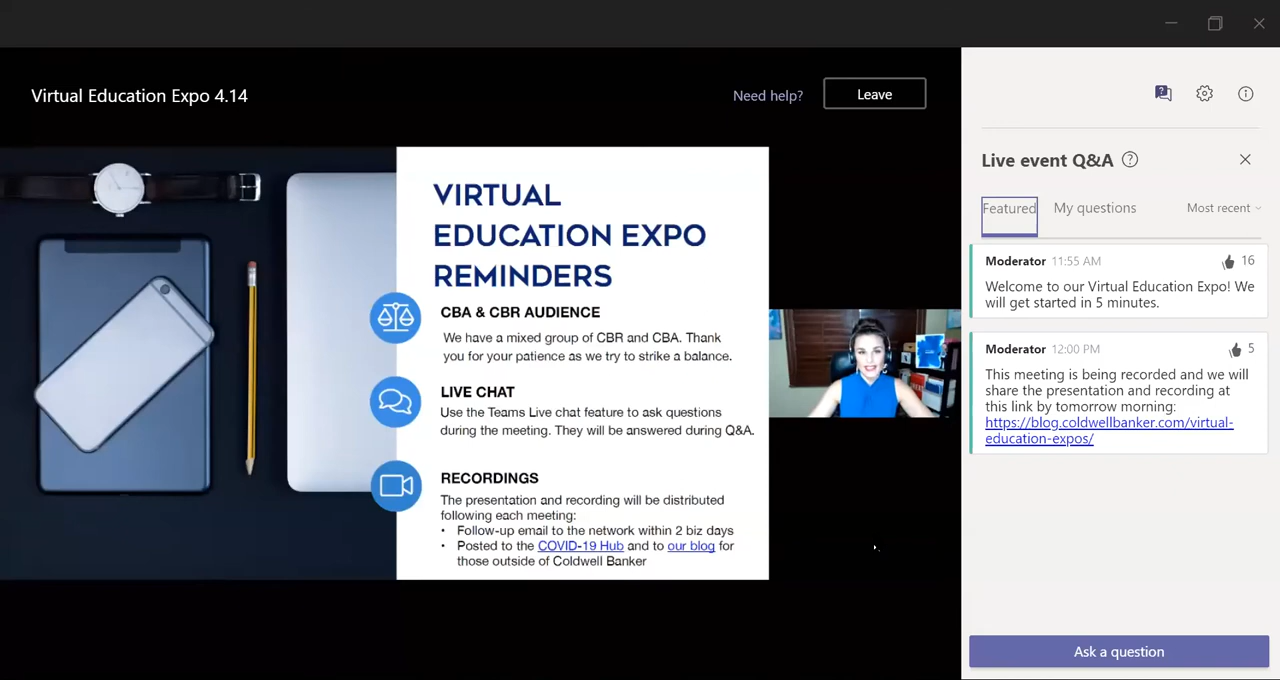 Virtual Education Expo 4.14
Need help?
Leave
VIRTUAL
EDUCATION EXPO
REMINDERS
CBA & CBR AUDIENCE
We have a mixed group of CBR and CBA. Thank
you for your patience as we try to strike a balance.
LIVE CHAT
Use the Teams Live chat feature to ask questions
during the meeting. They will be answered during Q&A.
RECORDINGS
The presentation and recording will be distributed
following each meeting:
• Follow-up email to the network within 2 biz days
• Posted to the COVID-19 Hub and to our blog for
those outside of Coldwell Banker
Live event Q&A
Featured
My questions
Most recent
Moderator 11:55 AM 16
Welcome to our Virtual Education Expo! We
will get started in 5 minutes.
Moderator 12:00 PM 5
This meeting is being recorded and we will
share the presentation and recording at
this link by tomorrow morning:
https://blog.coldwellbanker.com/virtual-
education-expos/
Ask a question